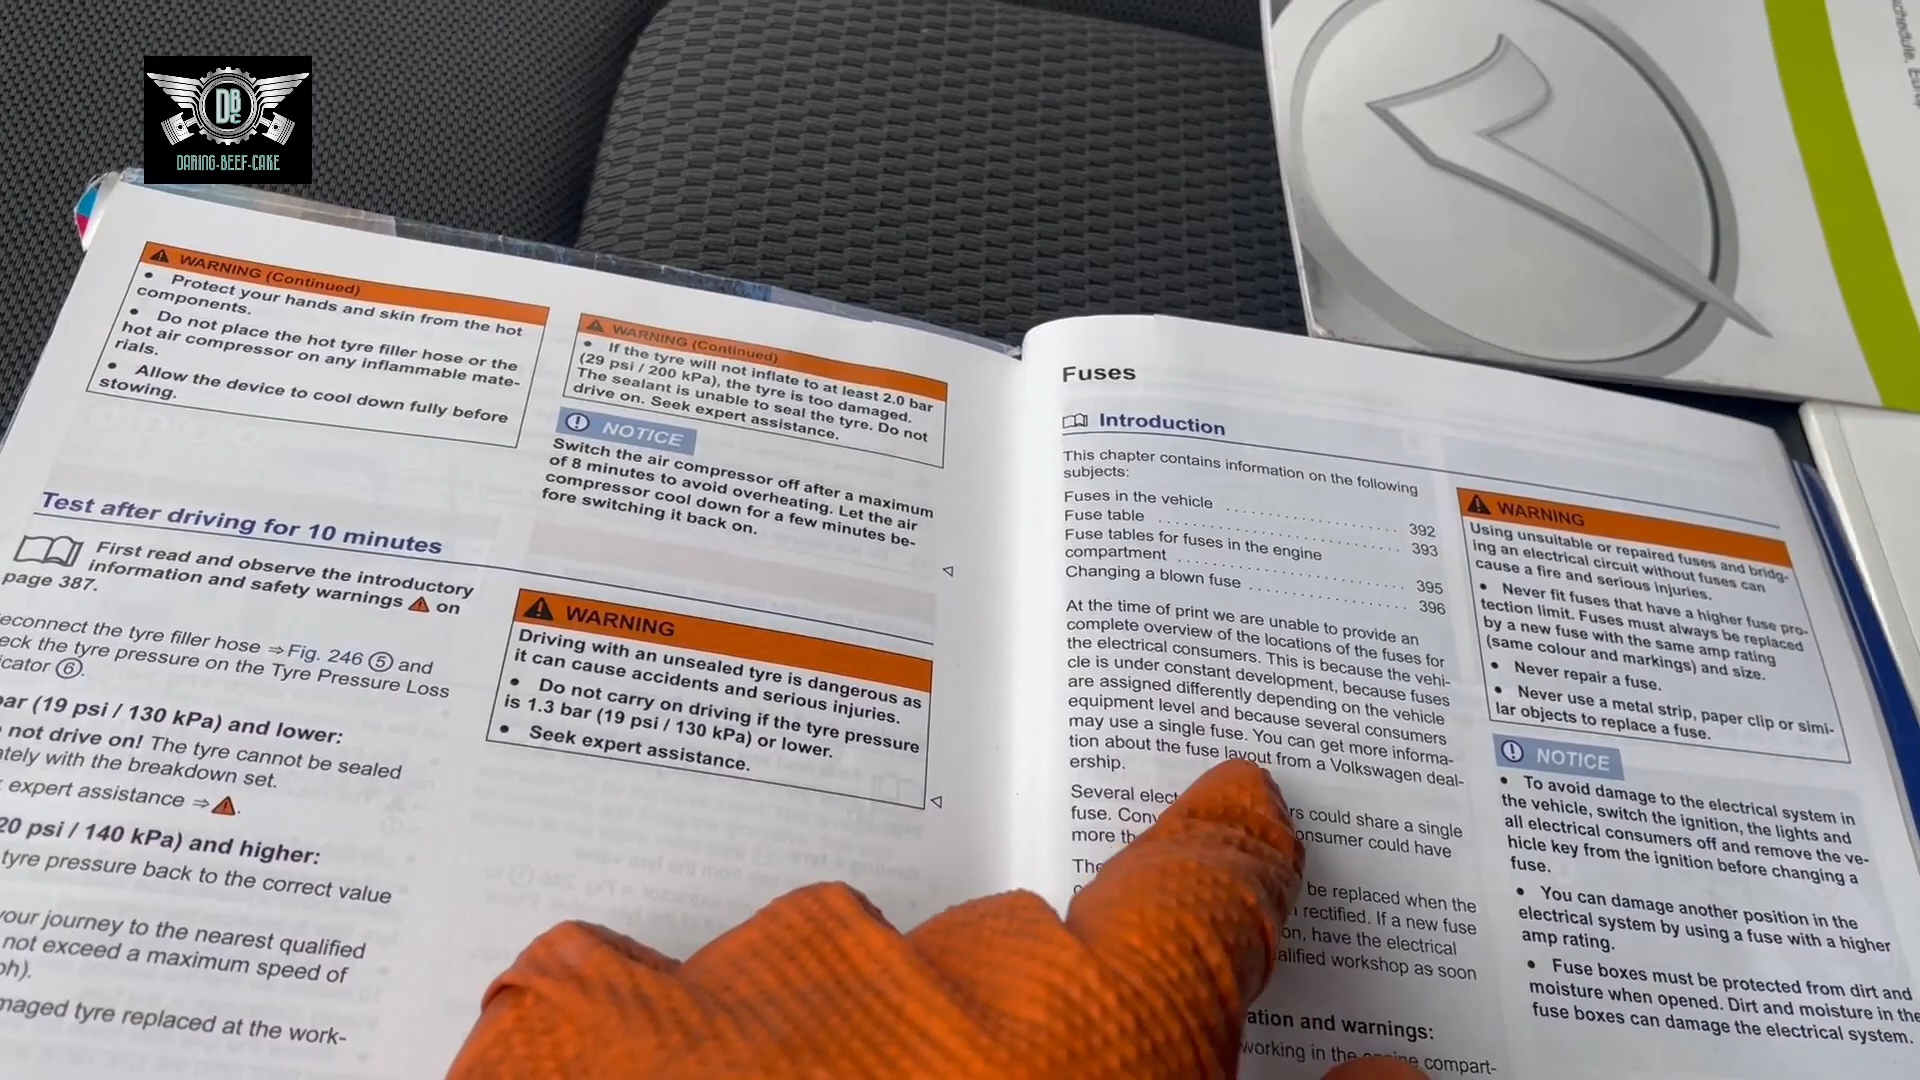 DBC
DARING-BEEF-CAKE
chedule,
WARNING (Continued)
• Protect your hands and skin from the hot
components.
• Do not place the hot tyre filler hose or the
hot air compressor on any inflammable mate-
rials.
• Allow the device to cool down fully before
stowing.
WARNING (Continued)
• If the tyre will not inflate to at least 2.0 bar
(29 psi / 200 kPa), the tyre is too damaged.
The sealant is unable to seal the tyre. Do not
drive on. Seek expert assistance.
NOTICE
Switch the air compressor off after a maximum
of 8 minutes to avoid overheating. Let the air
compressor cool down for a few minutes be-
fore switching it back on.
Test after driving for 10 minutes
First read and observe the introductory
information and safety warnings on
page 387.
econnect the tyre filler hose ⇒ Fig. 246 ⑤ and
eck the tyre pressure on the Tyre Pressure Loss
icator ⑥.
bar (19 psi / 130 kPa) and lower:
not drive on! The tyre cannot be sealed
ately with the breakdown set.
expert assistance ⇒
20 psi / 140 kPa) and higher:
tyre pressure back to the correct value
your journey to the nearest qualified
not exceed a maximum speed of
ph).
maged tyre replaced at the work-
WARNING
Driving with an unsealed tyre is dangerous as
it can cause accidents and serious injuries.
• Do not carry on driving if the tyre pressure
is 1.3 bar (19 psi / 130 kPa) or lower.
• Seek expert assistance.
Fuses
Introduction
This chapter contains information on the following
subjects:
Fuses in the vehicle 392
Fuse table 393
Fuse tables for fuses in the engine
compartment 395
Changing a blown fuse 396
At the time of print we are unable to provide an
complete overview of the locations of the fuses for
the electrical consumers. This is because the vehi-
cle is under constant development, because fuses
are assigned differently depending on the vehicle
equipment level and because several consumers
may use a single fuse. You can get more informa-
tion about the fuse layout from a Volkswagen deal-
ership.
Several elect rs could share a single
fuse. Con onsumer could have
more th
The be replaced when the
rectified. If a new fuse
on, have the electrical
alified workshop as soon
ation and warnings:
working in the engine compart-
WARNING
Using unsuitable or repaired fuses and bridg-
ing an electrical circuit without fuses can
cause a fire and serious injuries.
• Never fit fuses that have a higher fuse pro-
tection limit. Fuses must always be replaced
by a new fuse with the same amp rating
(same colour and markings) and size.
• Never repair a fuse.
• Never use a metal strip, paper clip or simi-
lar objects to replace a fuse.
NOTICE
• To avoid damage to the electrical system in
the vehicle, switch the ignition, the lights and
all electrical consumers off and remove the ve-
hicle key from the ignition before changing a
fuse.
• You can damage another position in the
electrical system by using a fuse with a higher
amp rating.
• Fuse boxes must be protected from dirt and
moisture when opened. Dirt and moisture in the
fuse boxes can damage the electrical system.